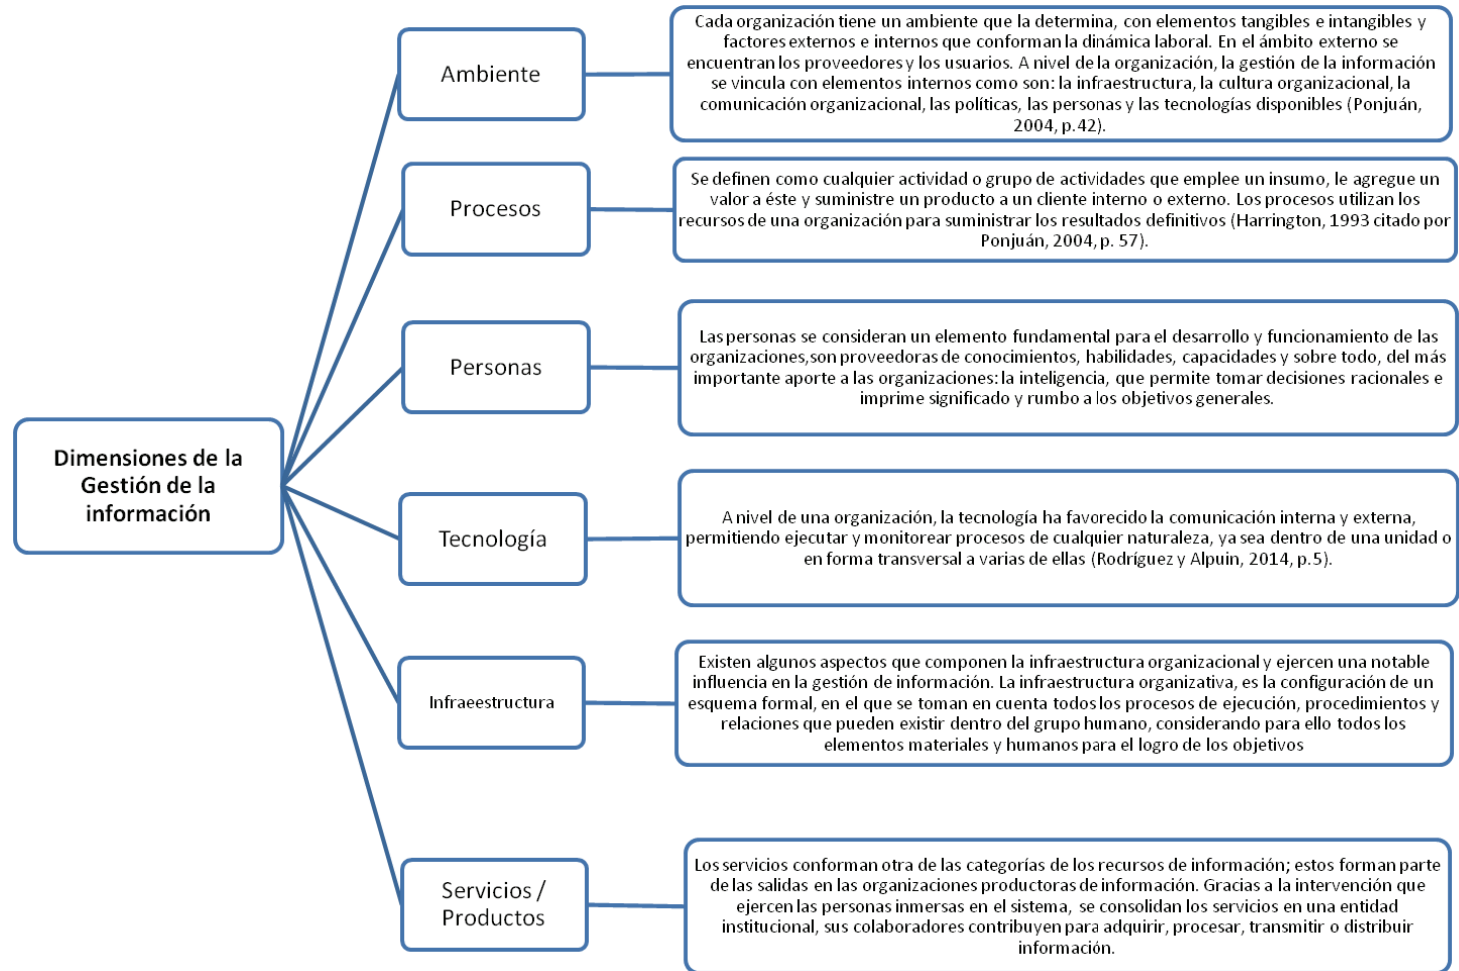 Dimensiones de la
Gestión de la
información
Ambiente
Cada organización tiene un ambiente que la determina, con elementos tangibles e intangibles y
factores externos e internos que conforman la dinámica laboral. En el ámbito externo se
encuentran los proveedores y los usuarios. A nivel de la organización, la gestión de la información
se vincula con elementos internos como son: la infraestructura, la cultura organizacional, la
comunicación organizacional, las políticas, las personas y las tecnologías disponibles (Ponjuán,
2004, p.42).
Procesos
Se definen como cualquier actividad o grupo de actividades que emplee un insumo, le agregue un
valor a éste y suministre un producto a un cliente interno o externo. Los procesos utilizan los
recursos de una organización para suministrar los resultados definitivos (Harrington, 1993 citado por
Ponjuán, 2004, p. 57).
Personas
Las personas se consideran un elemento fundamental para el desarrollo y funcionamiento de las
organizaciones,son proveedoras de conocimientos, habilidades, capacidades y sobre todo, del más
importante aporte a las organizaciones: la inteligencia, que permite tomar decisiones racionales e
imprime significado y rumbo a los objetivos generales.
Tecnología
A nivel de una organización, la tecnología ha favorecido la comunicación interna y externa,
permitiendo ejecutar y monitorear procesos de cualquier naturaleza, ya sea dentro de una unidad o
en forma transversal a varias de ellas (Rodríguez y Alpuin, 2014, p.5).
Infraeestructura
Existen algunos aspectos que componen la infraestructura organizacional y ejercen una notable
influencia en la gestión de información. La infraestructura organizativa, es la configuración de un
esquema formal, en el que se toman en cuenta todos los procesos de ejecución, procedimientos y
relaciones que pueden existir dentro del grupo humano, considerando para ello todos los
elementos materiales y humanos para el logro de los objetivos
Servicios /
Productos
Los servicios conforman otra de las categorías de los recursos de información; estos forman parte
de las salidas en las organizaciones productoras de información. Gracias a la intervención que
ejercen las personas inmersas en el sistema, se consolidan los servicios en una entidad
institucional, sus colaboradores contribuyen para adquirir, procesar, transmitir o distribuir
información.